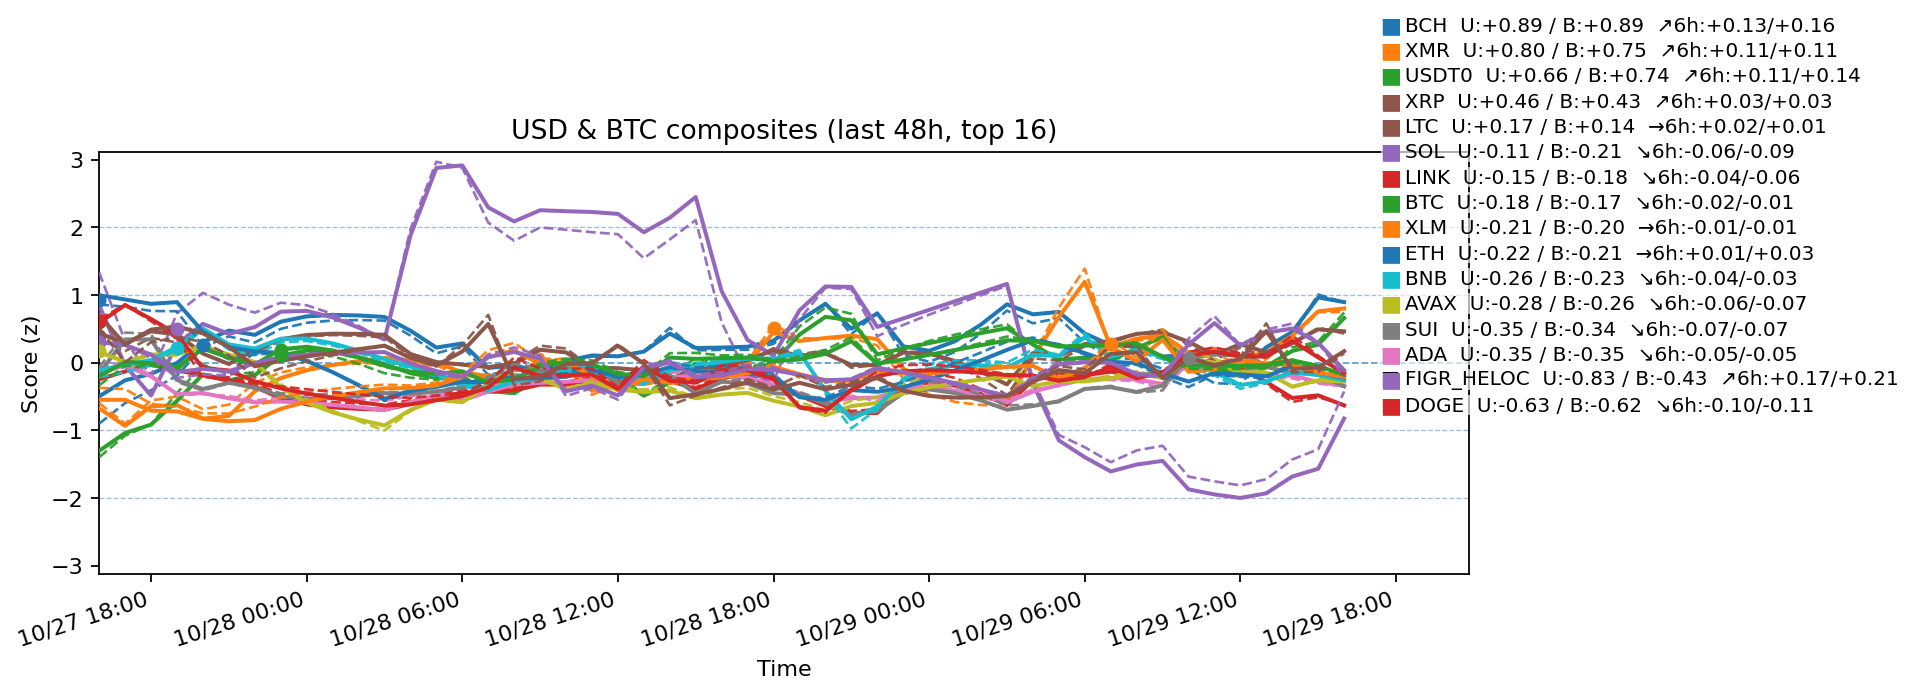 BCH U:+0.89 / B:+0.89 ↗6h:+0.13/+0.16
XMR U:+0.80 / B:+0.75 ↗6h:+0.11/+0.11
USDT0 U:+0.66 / B:+0.74 ↗6h:+0.11/+0.14
XRP U:+0.46 / B:+0.43 ↗6h:+0.03/+0.03
LTC U:+0.17 / B:+0.14 →6h:+0.02/+0.01
SOL U:-0.11 / B:-0.21 ↘6h:-0.06/-0.09
LINK U:-0.15 / B:-0.18 ↘6h:-0.04/-0.06
BTC U:-0.18 / B:-0.17 ↘6h:-0.02/-0.01
XLM U:-0.21 / B:-0.20 →6h:-0.01/-0.01
ETH U:-0.22 / B:-0.21 →6h:+0.01/+0.03
BNB U:-0.26 / B:-0.23 ↘6h:-0.04/-0.03
AVAX U:-0.28 / B:-0.26 ↘6h:-0.06/-0.07
SUI U:-0.35 / B:-0.34 ↘6h:-0.07/-0.07
ADA U:-0.35 / B:-0.35 ↘6h:-0.05/-0.05
FIGR_HELOC U:-0.83 / B:-0.43 ↗6h:+0.17/+0.21
DOGE U:-0.63 / B:-0.62 ↘6h:-0.10/-0.11
USD & BTC composites (last 48h, top 16)
Score (z)
3
2
1
0
−1
−2
−3
10/27 18:00
10/28 00:00
10/28 06:00
10/28 12:00
10/28 18:00
10/29 00:00
10/29 06:00
10/29 12:00
10/29 18:00
Time